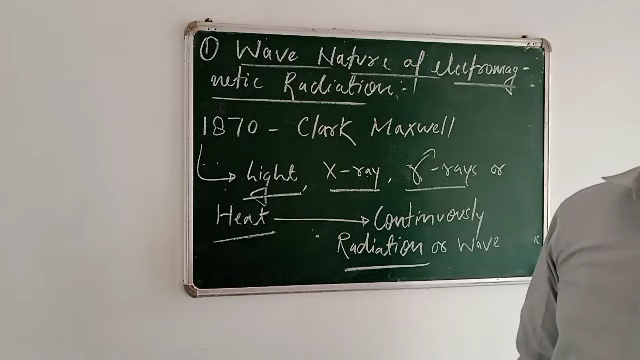 ① Wave Nature of electromag-
netic Radiation:-
1870 - Clark Maxwell
Light, X-ray, γ-rays or
Heat → Continuously
Radiation or Wave